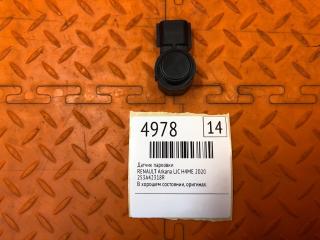 4978 14
Датчик парковки
RENAULT Arkana LJC H4ME 2020
253A42318R
В хорошем состоянии, оригинал.